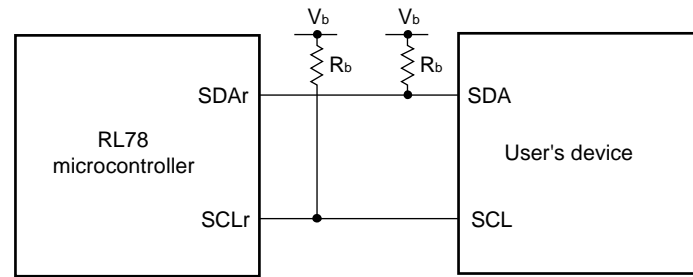 Vb Vb
Rb Rb
SDAr SDA
RL78
microcontroller
User's device
SCLr SCL